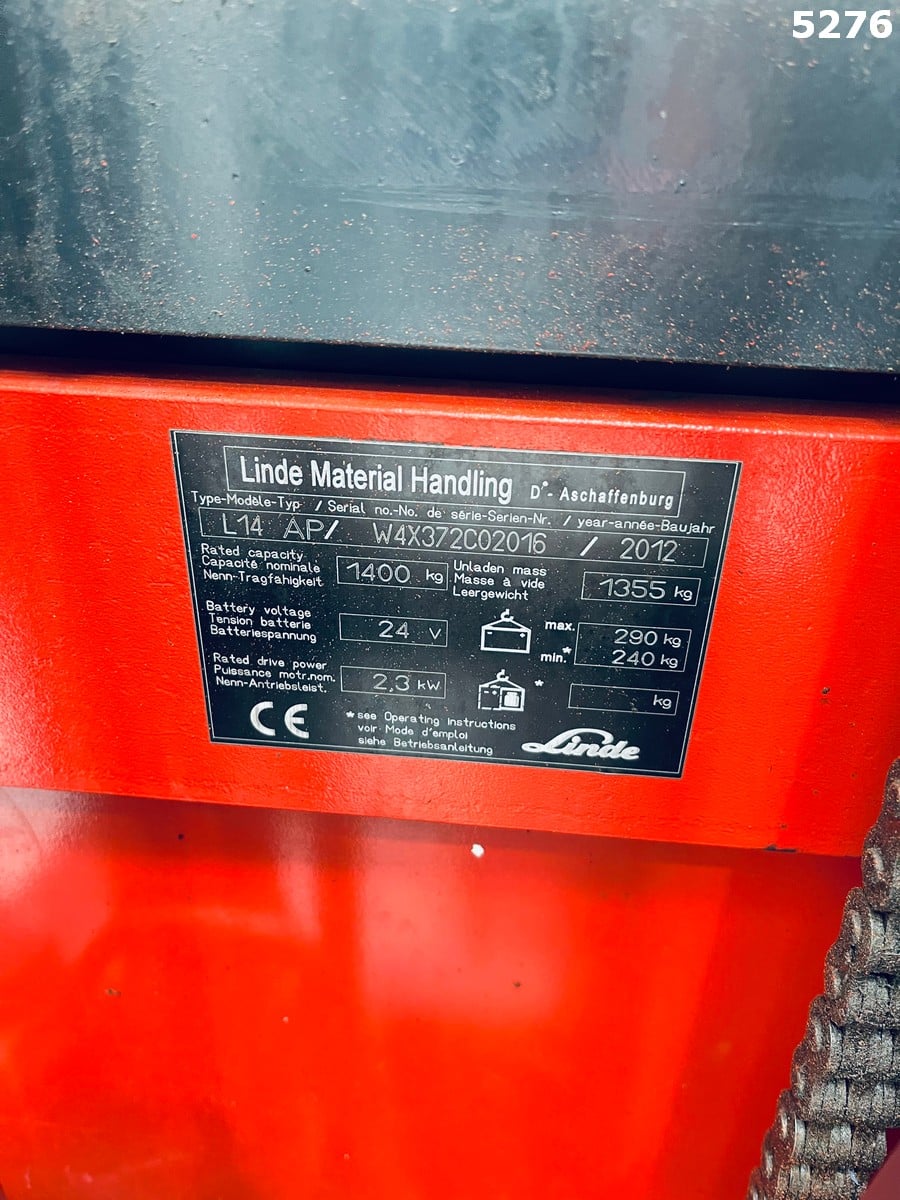 5276
Linde Material Handling D*- Aschaffenburg
Type-Modèle-Typ / Serial no.-No. de série-Serien-Nr. / year-année-Baujahr
L14 AP/ W4X372C02016 / 2012
Rated capacity
Capacité nominale
Nenn-Tragfähigkeit
1400 kg
Unladen mass
Masse à vide
Leergewicht
1355 kg
Battery voltage
Tension batterie
Batteriespannung
24 V
max. 290 kg
min.* 240 kg
Rated drive power
Puissance motr.nom.
Nenn-Antriebsleist.
2,3 kW
* kg
CE
*see Operating Instructions
voir Mode d'emploi
siehe Betriebsanleitung
Linde